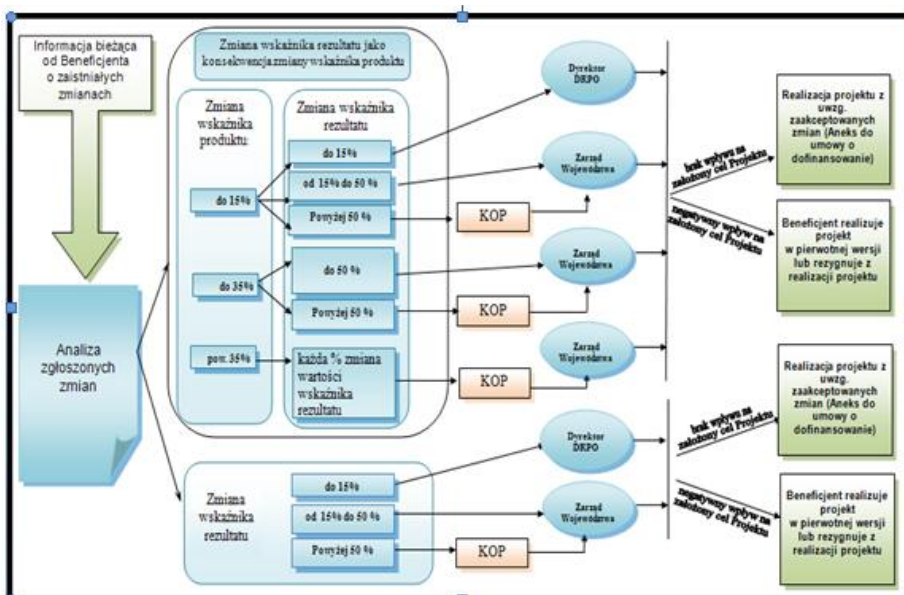 Informacja bieżąca
od Beneficjenta
o zaistniałych
zmianach
Analiza
zgłoszonych
zmian
Zmiana wskaźnika rezultatu jako
konsekwencja zmiany wskaźnika produktu
Zmiana
wskaźnika
produktu:
do 15%
do 35%
pow. 35%
Zmiana wskaźnika
rezultatu
do 15%
od 15% do 50 %
Powyżej 50 %
do 50 %
Powyżej 50 %
każda % zmiana
wartości
wskaźnika
rezultatu
KOP
KOP
KOP
Dyrektor
DRPO
Zarząd
Województwa
Zarząd
Województwa
Zarząd
Województwa
brak wpływu na
założony cel Projektu
negatywny wpływ na
założony cel Projektu
Realizacja projektu z
uwzg.
zaakceptowanych
zmian (Aneks do
umowy o
dofinansowanie)
Beneficjent realizuje
projekt
w pierwotnej wersji
lub rezygnuje z
realizacji projektu
Zmiana
wskaźnika
rezultatu
do 15%
od 15% do 50 %
Powyżej 50 %
KOP
Dyrektor
DRPO
Zarząd
Województwa
brak wpływu na
założony cel Projektu
negatywny wpływ na
założony cel Projektu
Realizacja projektu z
uwzg.
zaakceptowanych
zmian (Aneks do
umowy o
dofinansowanie)
Beneficjent realizuje
projekt
w pierwotnej wersji
lub rezygnuje z
realizacji projektu